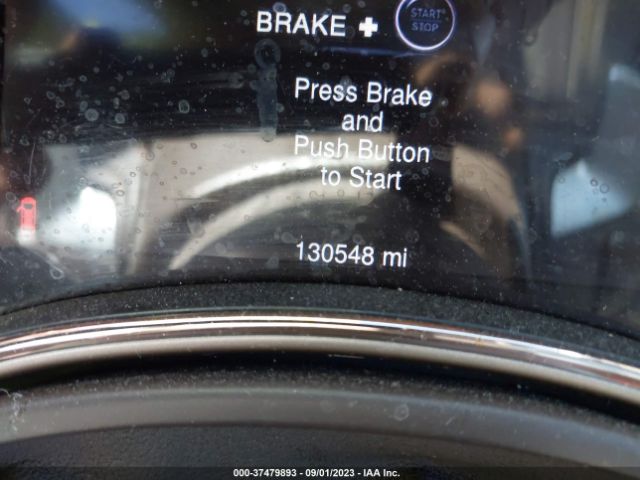 BRAKE +
START
STOP
Press Brake
and
Push Button
to Start
130548 mi
000-37479893 - 09/01/2023 - IAA Inc.